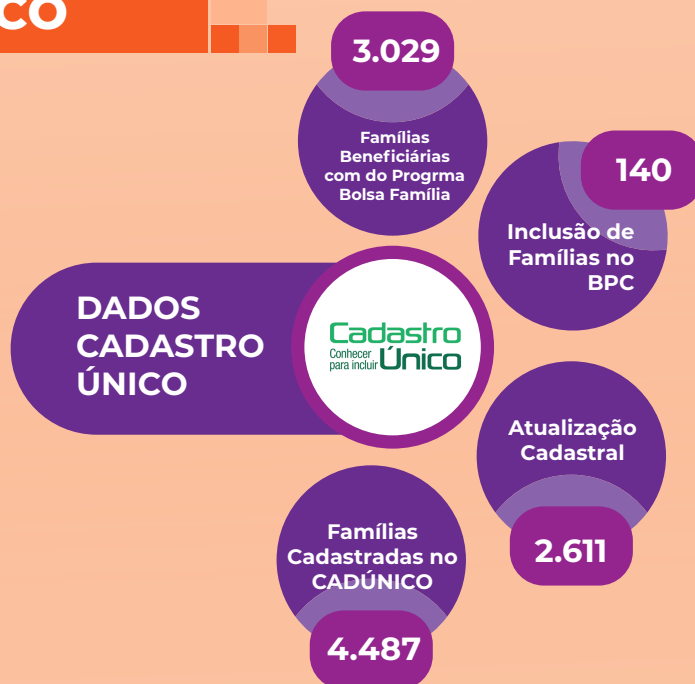 CO
3.029
Famílias
Beneficiárias
com do Progrma
Bolsa Família
140
Inclusão de
Famílias no
BPC
DADOS
CADASTRO
ÚNICO
Cadastro
Conhecer
para incluir Único
Atualização
Cadastral
2.611
Famílias
Cadastradas no
CADÚNICO
4.487